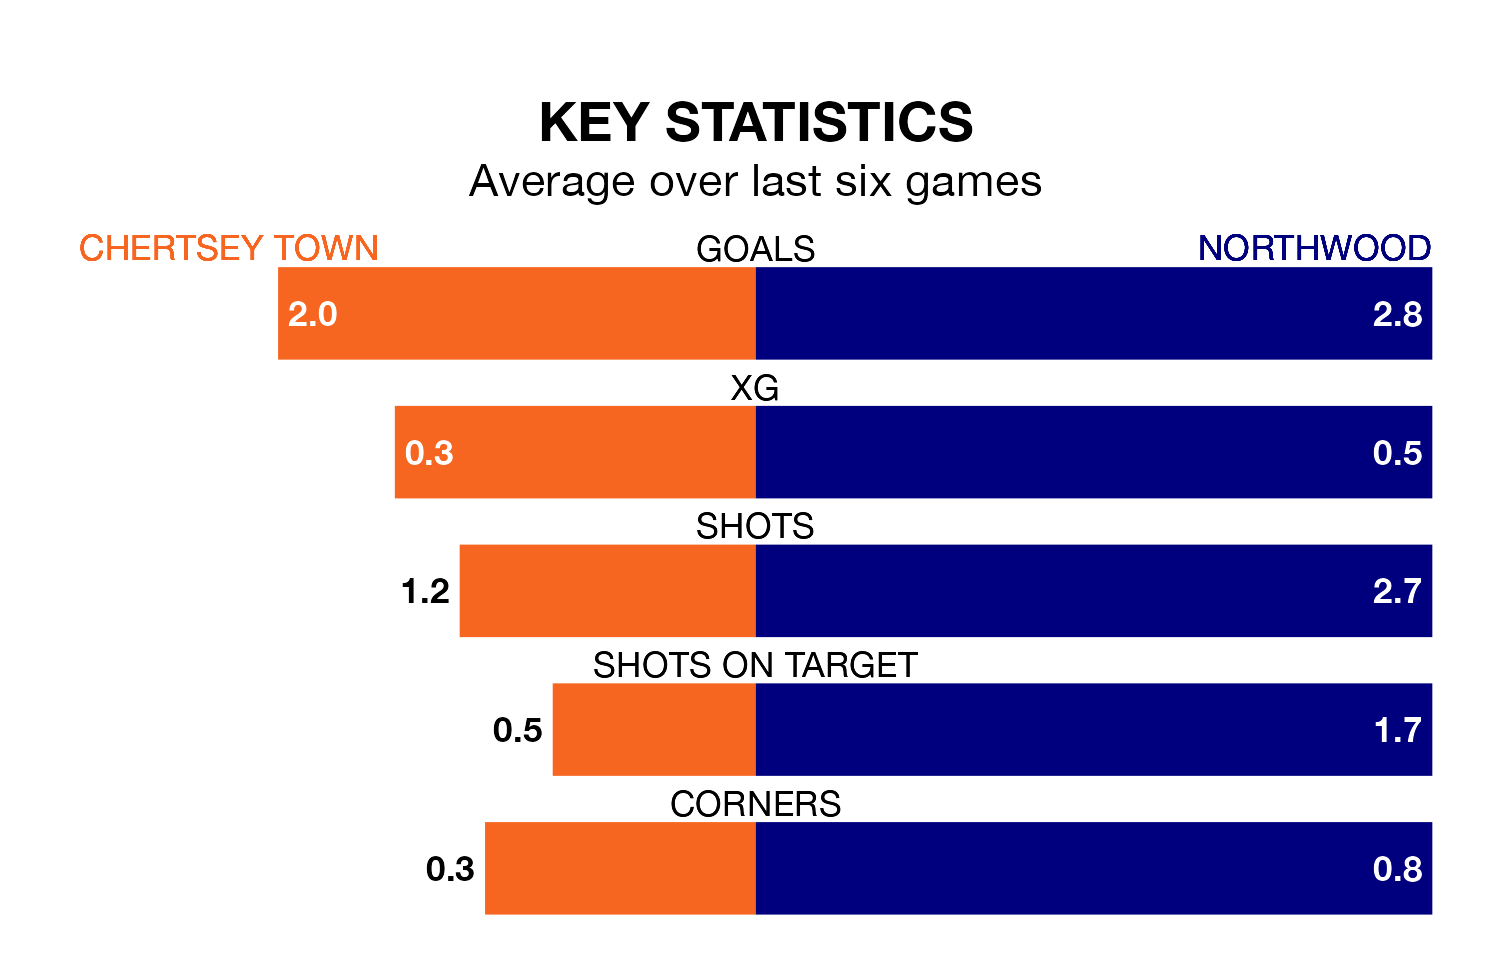 KEY STATISTICS
Average over last six games
CHERTSEY TOWN GOALS NORTHWOOD
2.0 2.8
XG
0.3 0.5
SHOTS
1.2 2.7
SHOTS ON TARGET
0.5 1.7
CORNERS
0.3 0.8